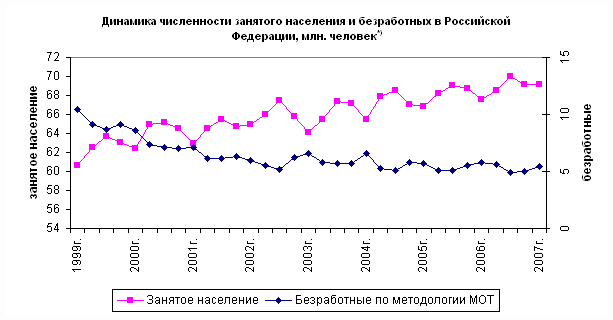 Динамика численности занятого населения и безработных в Российской
Федерации, млн. человек*)
72
70
68
66
64
62
60
58
56
54
занятое население
15
10
5
0
безработные
1999г.
2000г.
2001г.
2002г.
2003г.
2004г.
2005г.
2006г.
2007г.
Занятое население
Безработные по методологии МОТ